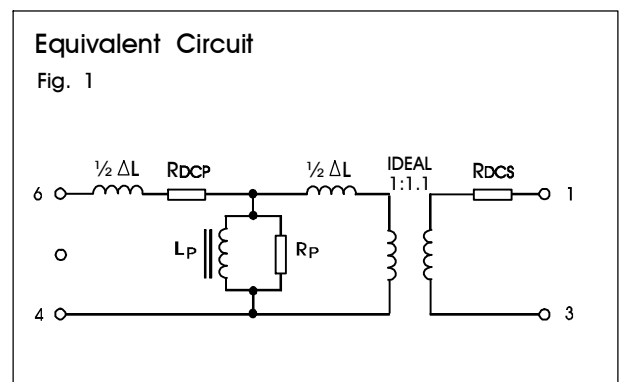 Equivalent Circuit
Fig. 1
½ ΔL
RDCP
½ ΔL
IDEAL
1:1.1
RDCS
6
1
LP
RP
4
3